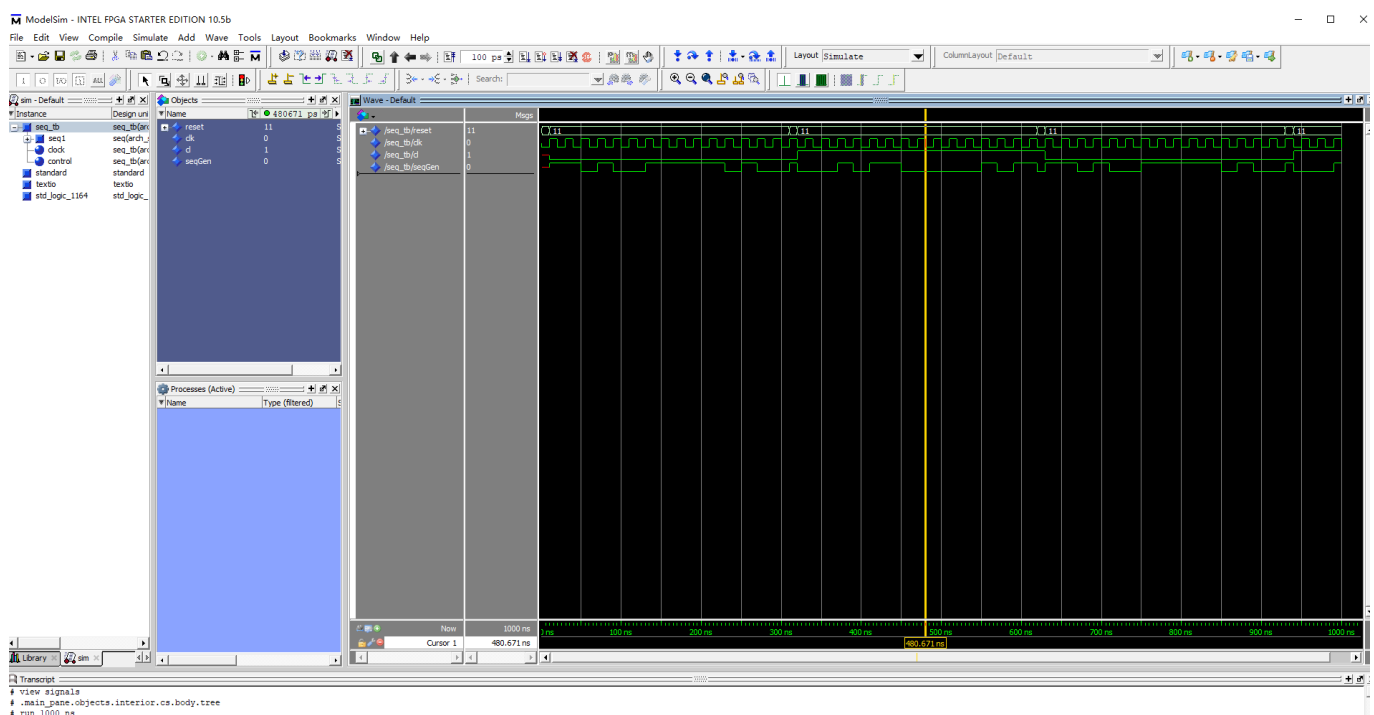 ModelSim - INTEL FPGA STARTER EDITION 10.5b
File Edit View Compile Simulate Add Wave Tools Layout Bookmarks Window Help
100 ps Layout Simulate ColumnLayout Default
Search:
sim - Default Objects Wave - Default
Instance Design uni Name 480671 ps Msgs
seq_tb seq_tb(arc reset 11 S /seq_tb/reset 11 11 11 11 11
seq1 seq(arch_ clk 0 S /seq_tb/clk 0
clock seq_tb(arc d 1 S /seq_tb/d 1
control seq_tb(arc seqGen 0 S /seq_tb/seqGen 0
standard standard
textio textio
std_logic_1164 std_logic_
Processes (Active)
Name Type (filtered) S
Now 1000 ns 100 ns 200 ns 300 ns 400 ns 500 ns 600 ns 700 ns 800 ns 900 ns 1000 ns
Cursor 1 480.671 ns 480.671 ns
Library sim
Transcript
# view signals
# .main_pane.objects.interior.cs.body.tree
# run 1000 ns